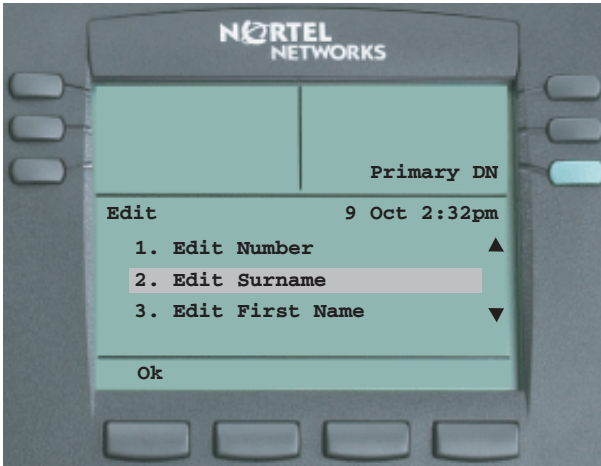 NORTEL
NETWORKS
Primary DN
Edit 9 Oct 2:32pm
1. Edit Number
2. Edit Surname
3. Edit First Name
Ok